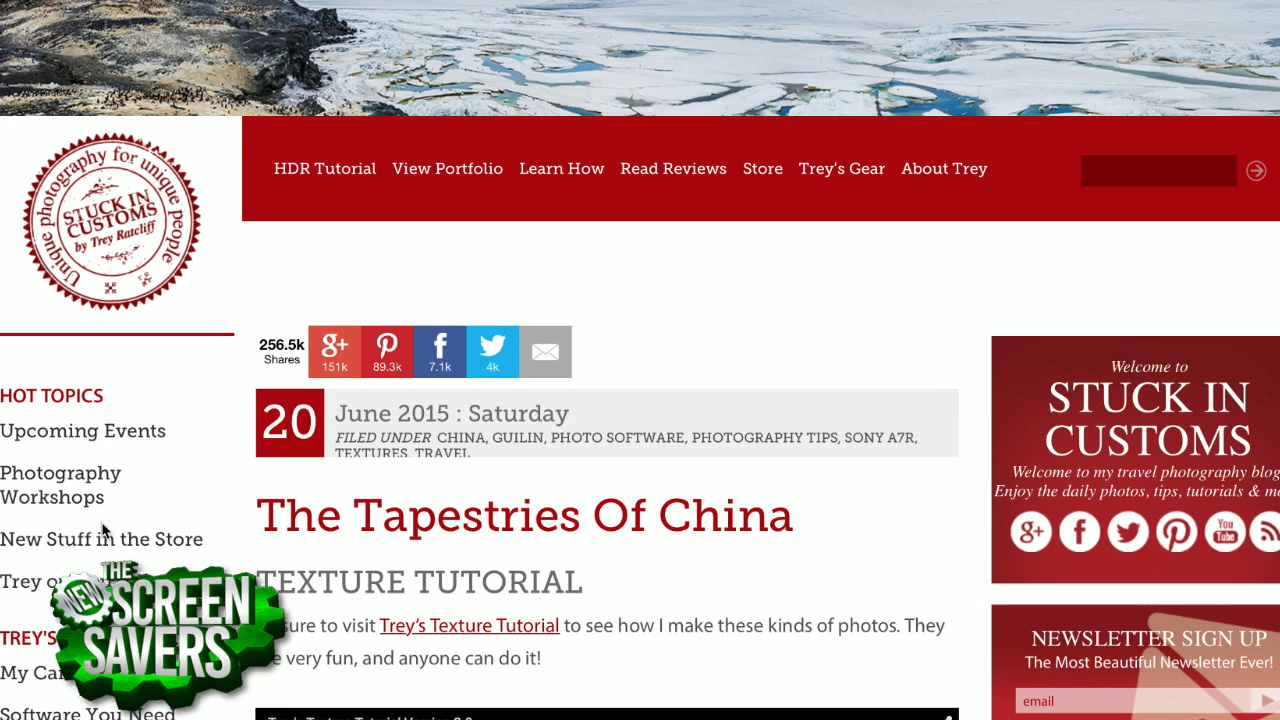 Unique photography for unique people
STUCK IN
CUSTOMS
by Trey Ratcliff
HDR Tutorial View Portfolio Learn How Read Reviews Store Trey's Gear About Trey
256.5k
Shares
g+ 151k
89.3k
f 7.1k
4k
HOT TOPICS
Upcoming Events
Photography
Workshops
New Stuff in the Store
Trey
TREY'S
My
Software You Need
THE
NEW
SCREEN
SAVERS
20
June 2015 : Saturday
FILED UNDER CHINA, GUILIN, PHOTO SOFTWARE, PHOTOGRAPHY TIPS, SONY A7R,
TEXTURES, TRAVEL
The Tapestries Of China
TEXTURE TUTORIAL
sure to visit Trey's Texture Tutorial to see how I make these kinds of photos. They
very fun, and anyone can do it!
Welcome to
STUCK IN
CUSTOMS
Welcome to my travel photography blog
Enjoy the daily photos, tips, tutorials &
g+ f You Tube
NEWSLETTER SIGN UP
The Most Beautiful Newsletter Ever!
email